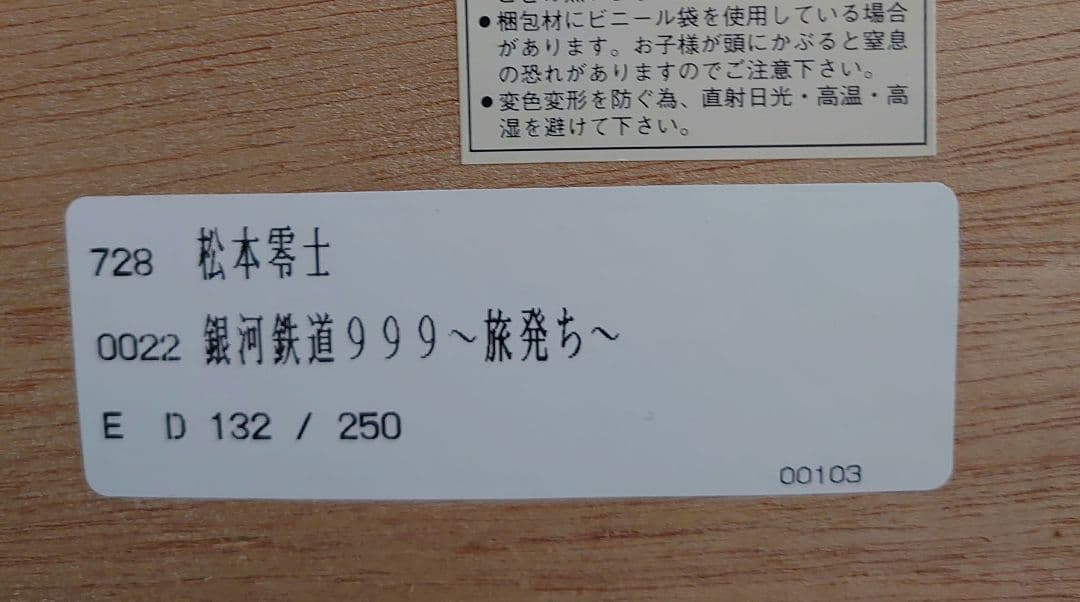 ●梱包材にビニール袋を使用している場合
があります。お子様が頭にかぶると窒息
の恐れがありますのでご注意下さい。
●変色変形を防ぐ為、直射日光・高温・高
湿を避けて下さい。
728 松本零士
0022 銀河鉄道999〜旅発ち〜
E D 132 / 250
00103